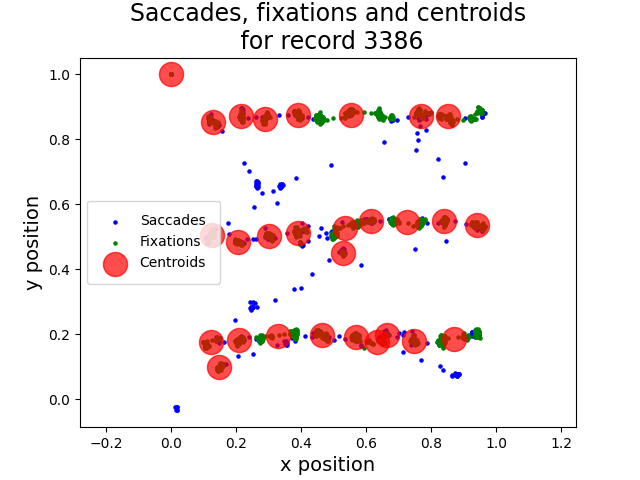 Saccades, fixations and centroids
for record 3386
1.0
0.8
0.6
0.4
0.2
0.0
y position
Saccades
Fixations
Centroids
−0.2 0.0 0.2 0.4 0.6 0.8 1.0 1.2
x position